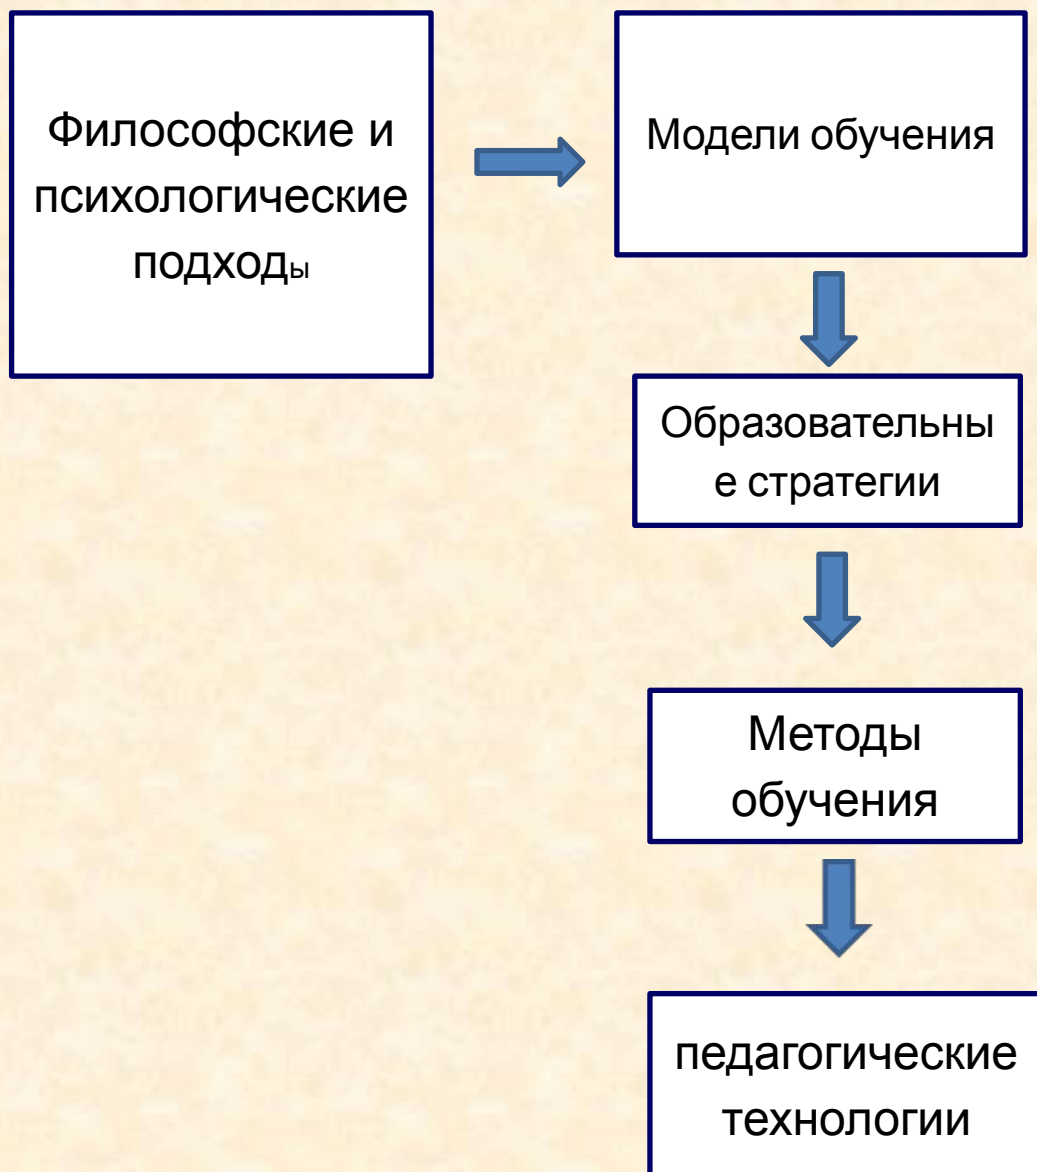 Философские и
психологические
подходы
Модели обучения
Образовательны
е стратегии
Методы
обучения
педагогические
технологии